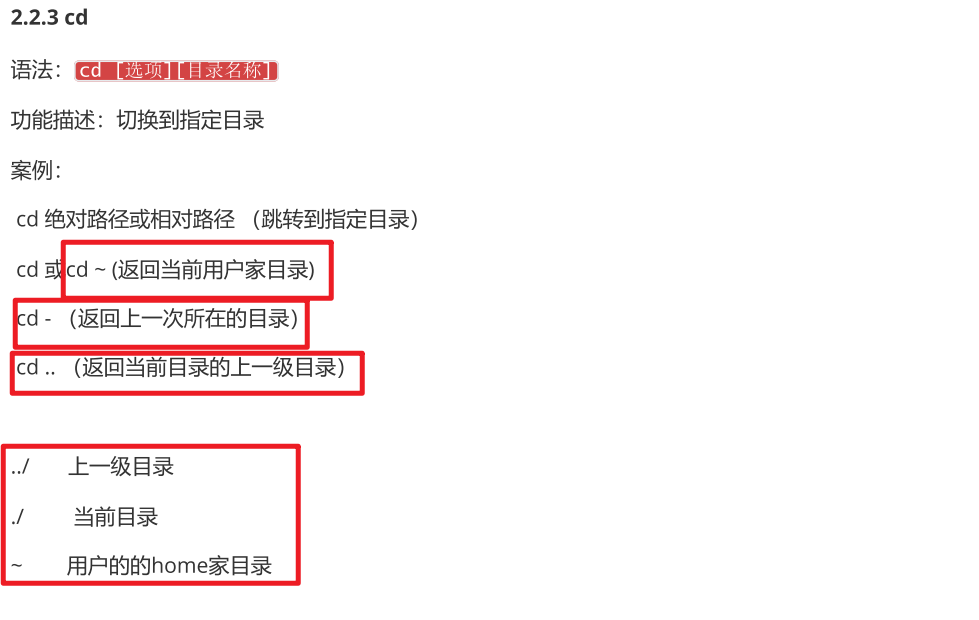 2.2.3 cd
语法：cd [选项][目录名称]
功能描述：切换到指定目录
案例：
cd 绝对路径或相对路径 （跳转到指定目录）
cd 或cd ~ (返回当前用户家目录)
cd - （返回上一次所在的目录）
cd .. （返回当前目录的上一级目录）
../ 上一级目录
./ 当前目录
~ 用户的的home家目录